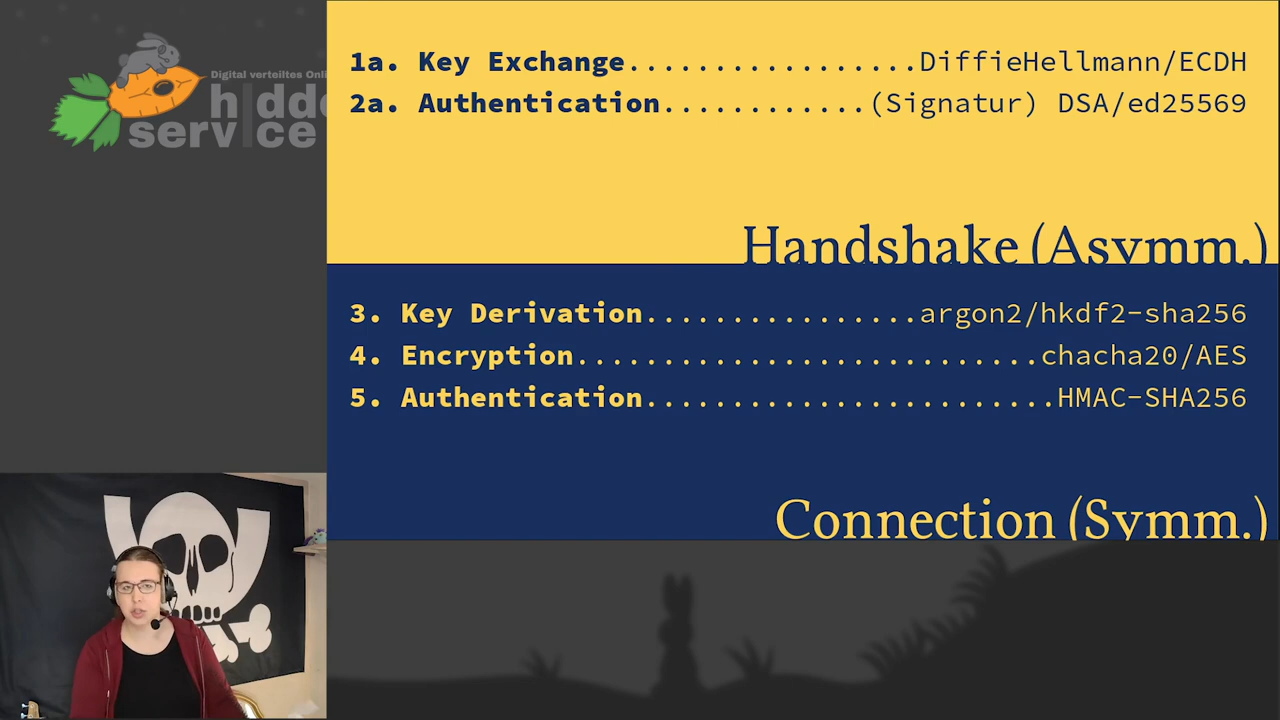 Digital verteiltes Onli
hidde
service
1a. Key Exchange.................DiffieHellmann/ECDH
2a. Authentication............(Signatur) DSA/ed25569
Handshake (Asymm.)
3. Key Derivation................argon2/hkdf2-sha256
4. Encryption...........................chacha20/AES
5. Authentication........................HMAC-SHA256
Connection (Symm.)